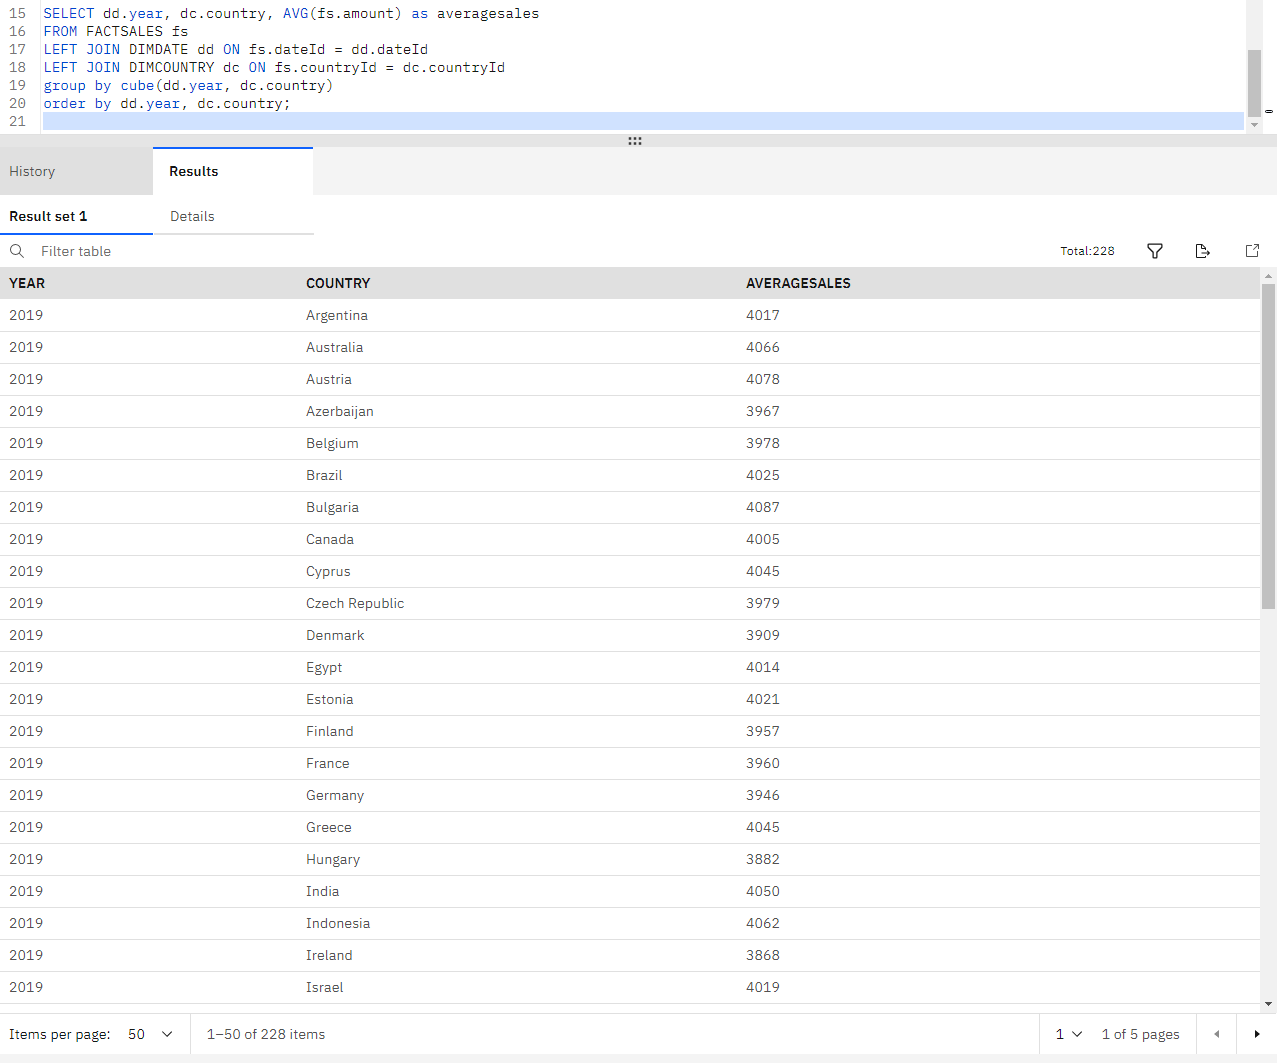 15 SELECT dd.year, dc.country, AVG(fs.amount) as averagesales
16 FROM FACTSALES fs
17 LEFT JOIN DIMDATE dd ON fs.dateId = dd.dateId
18 LEFT JOIN DIMCOUNTRY dc ON fs.countryId = dc.countryId
19 group by cube(dd.year, dc.country)
20 order by dd.year, dc.country;
21
History Results
Result set 1 Details
Filter table Total:228
YEAR COUNTRY AVERAGESALES
2019 Argentina 4017
2019 Australia 4066
2019 Austria 4078
2019 Azerbaijan 3967
2019 Belgium 3978
2019 Brazil 4025
2019 Bulgaria 4087
2019 Canada 4005
2019 Cyprus 4045
2019 Czech Republic 3979
2019 Denmark 3909
2019 Egypt 4014
2019 Estonia 4021
2019 Finland 3957
2019 France 3960
2019 Germany 3946
2019 Greece 4045
2019 Hungary 3882
2019 India 4050
2019 Indonesia 4062
2019 Ireland 3868
2019 Israel 4019
Items per page: 50 1–50 of 228 items 1 1 of 5 pages